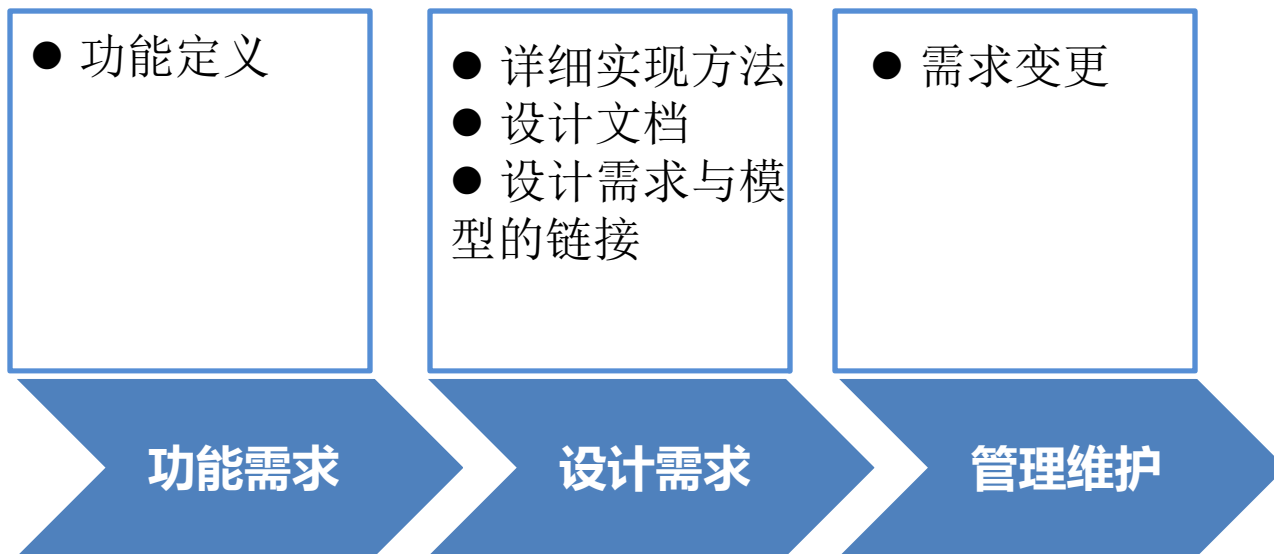 ● 功能定义
● 详细实现方法
● 设计文档
● 设计需求与模
型的链接
● 需求变更
功能需求
设计需求
管理维护